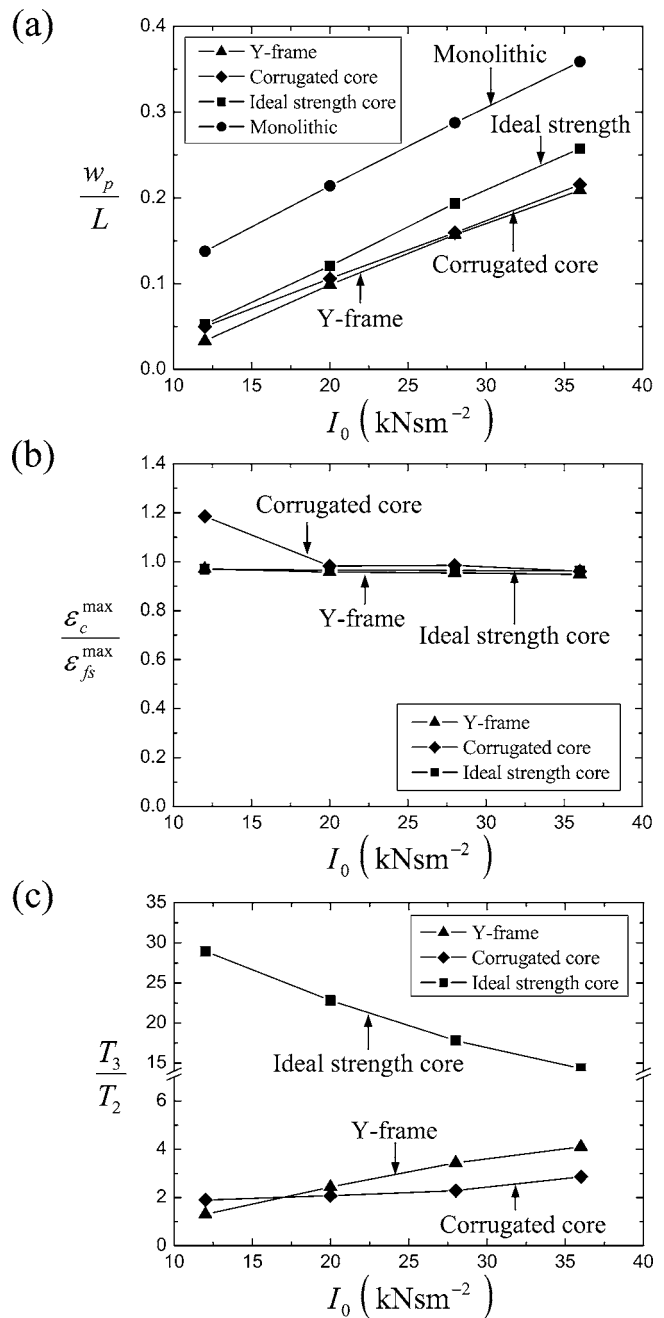 (a)
0.4
0.3
0.2
0.1
0.0
w_p / L
Y-frame
Corrugated core
Ideal strength core
Monolithic
Monolithic
Ideal strength
Corrugated core
Y-frame
10 15 20 25 30 35 40
I_0 (kNsm^{-2})
(b)
1.4
1.2
1.0
0.8
0.6
0.4
0.2
0.0
ε_c^{max} / ε_{fs}^{max}
Corrugated core
Y-frame
Ideal strength core
Y-frame
Corrugated core
Ideal strength core
10 15 20 25 30 35 40
I_0 (kNsm^{-2})
(c)
35
30
25
20
15
6
4
2
0
T_3 / T_2
Y-frame
Corrugated core
Ideal strength core
Ideal strength core
Y-frame
Corrugated core
10 15 20 25 30 35 40
I_0 (kNsm^{-2})